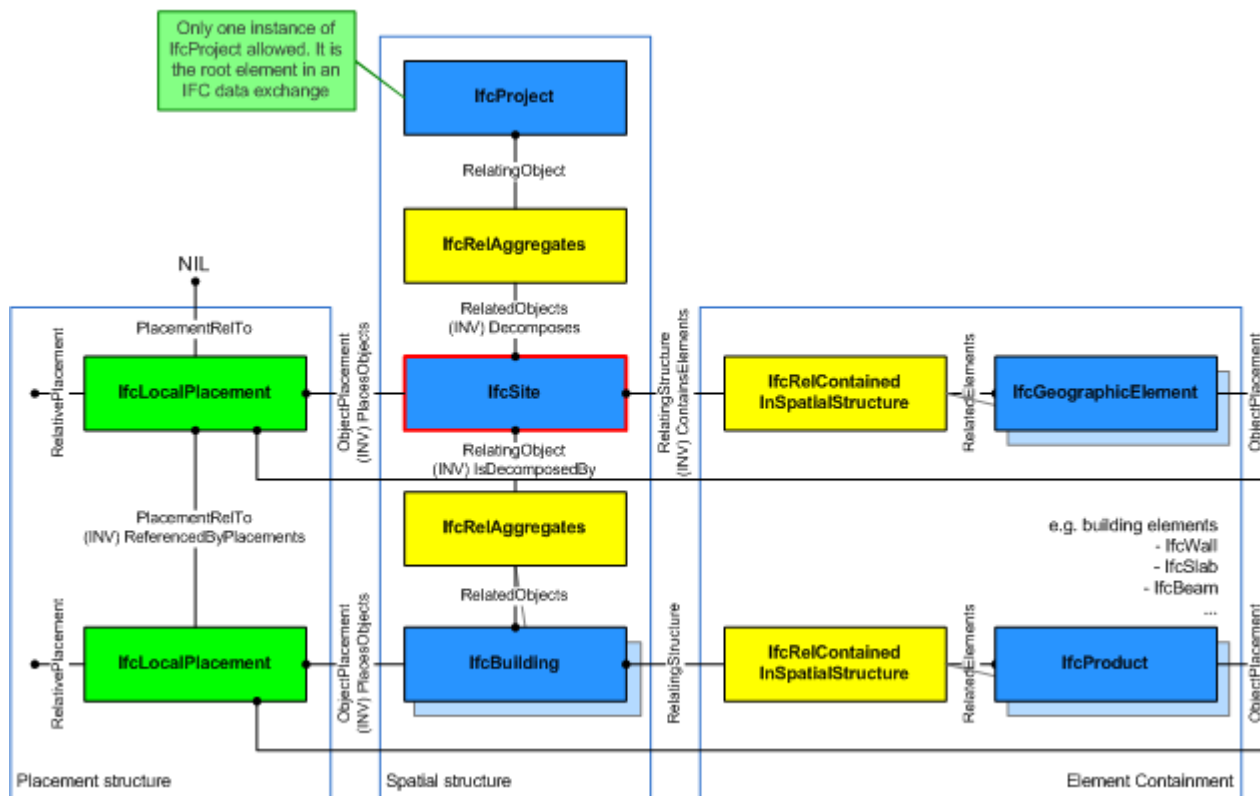 Only one instance of
IfcProject allowed. It is
the root element in an
IFC data exchange
IfcProject
RelatingObject
IfcRelAggregates
NIL
RelatedObjects
(INV) Decomposes
PlacementRelTo
RelativePlacement
IfcLocalPlacement
ObjectPlacement
(INV) PlacesObjects
IfcSite
RelatingStructure
(INV) ContainsElements
IfcRelContained
InSpatialStructure
RelatedElements
IfcGeographicElement
ObjectPlacement
RelatingObject
(INV) IsDecomposedBy
PlacementRelTo
(INV) ReferencedByPlacements
IfcRelAggregates
e.g. building elements
- IfcWall
- IfcSlab
- IfcBeam
...
RelatedObjects
RelativePlacement
IfcLocalPlacement
ObjectPlacement
(INV) PlacesObjects
IfcBuilding
RelatingStructure
IfcRelContained
InSpatialStructure
RelatedElements
IfcProduct
ObjectPlacement
Placement structure
Spatial structure
Element Containment